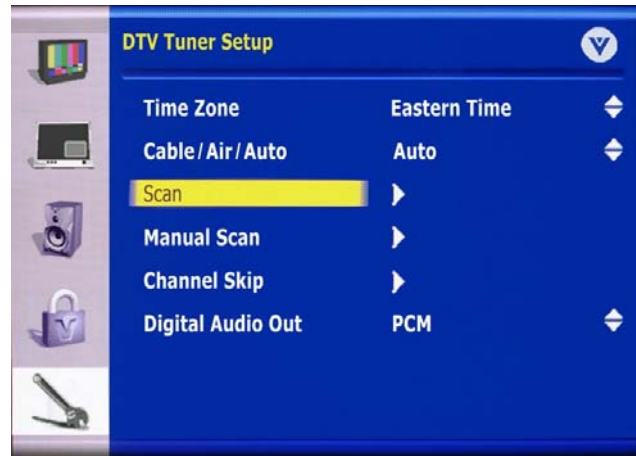 DTV Tuner Setup
V
Time Zone Eastern Time
Cable/Air/Auto Auto
Scan
Manual Scan
Channel Skip
Digital Audio Out PCM
V